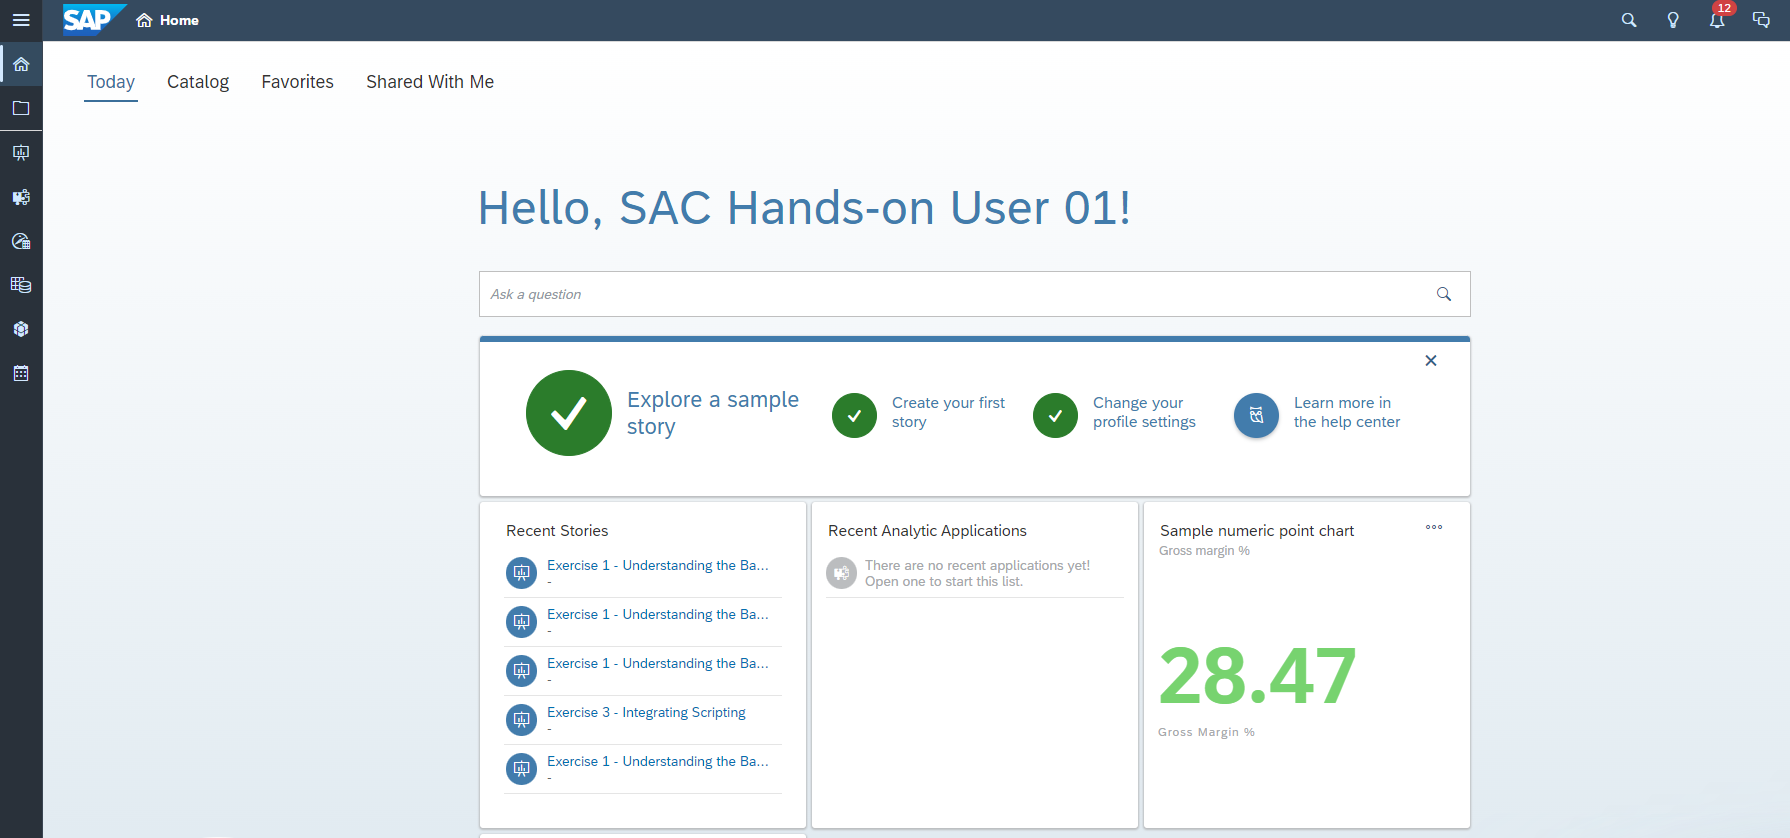 SAP Home
12
Today Catalog Favorites Shared With Me
Hello, SAC Hands-on User 01!
Ask a question
Explore a sample
story
Create your first
story
Change your
profile settings
Learn more in
the help center
Recent Stories
Exercise 1 - Understanding the Ba...
-
Exercise 1 - Understanding the Ba...
-
Exercise 1 - Understanding the Ba...
-
Exercise 3 - Integrating Scripting
-
Exercise 1 - Understanding the Ba...
-
Recent Analytic Applications
There are no recent applications yet!
Open one to start this list.
Sample numeric point chart
Gross margin %
28.47
Gross Margin %